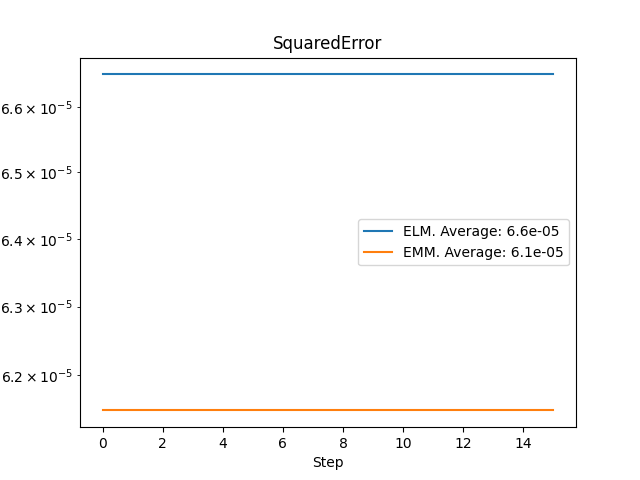 SquaredError
6.6 × 10⁻⁵
6.5 × 10⁻⁵
6.4 × 10⁻⁵
6.3 × 10⁻⁵
6.2 × 10⁻⁵
ELM. Average: 6.6e-05
EMM. Average: 6.1e-05
0 2 4 6 8 10 12 14
Step